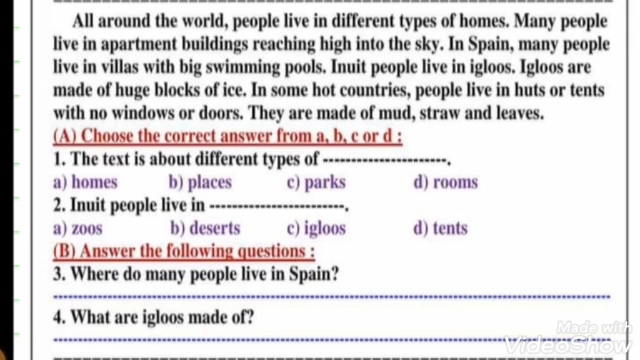 All around the world, people live in different types of homes. Many people
live in apartment buildings reaching high into the sky. In Spain, many people
live in villas with big swimming pools. Inuit people live in igloos. Igloos are
made of huge blocks of ice. In some hot countries, people live in huts or tents
with no windows or doors. They are made of mud, straw and leaves.
(A) Choose the correct answer from a, b, c or d :
1. The text is about different types of -----------------------.
a) homes b) places c) parks d) rooms
2. Inuit people live in ------------------------.
a) zoos b) deserts c) igloos d) tents
(B) Answer the following questions :
3. Where do many people live in Spain?
4. What are igloos made of?
Made with
VideoShow